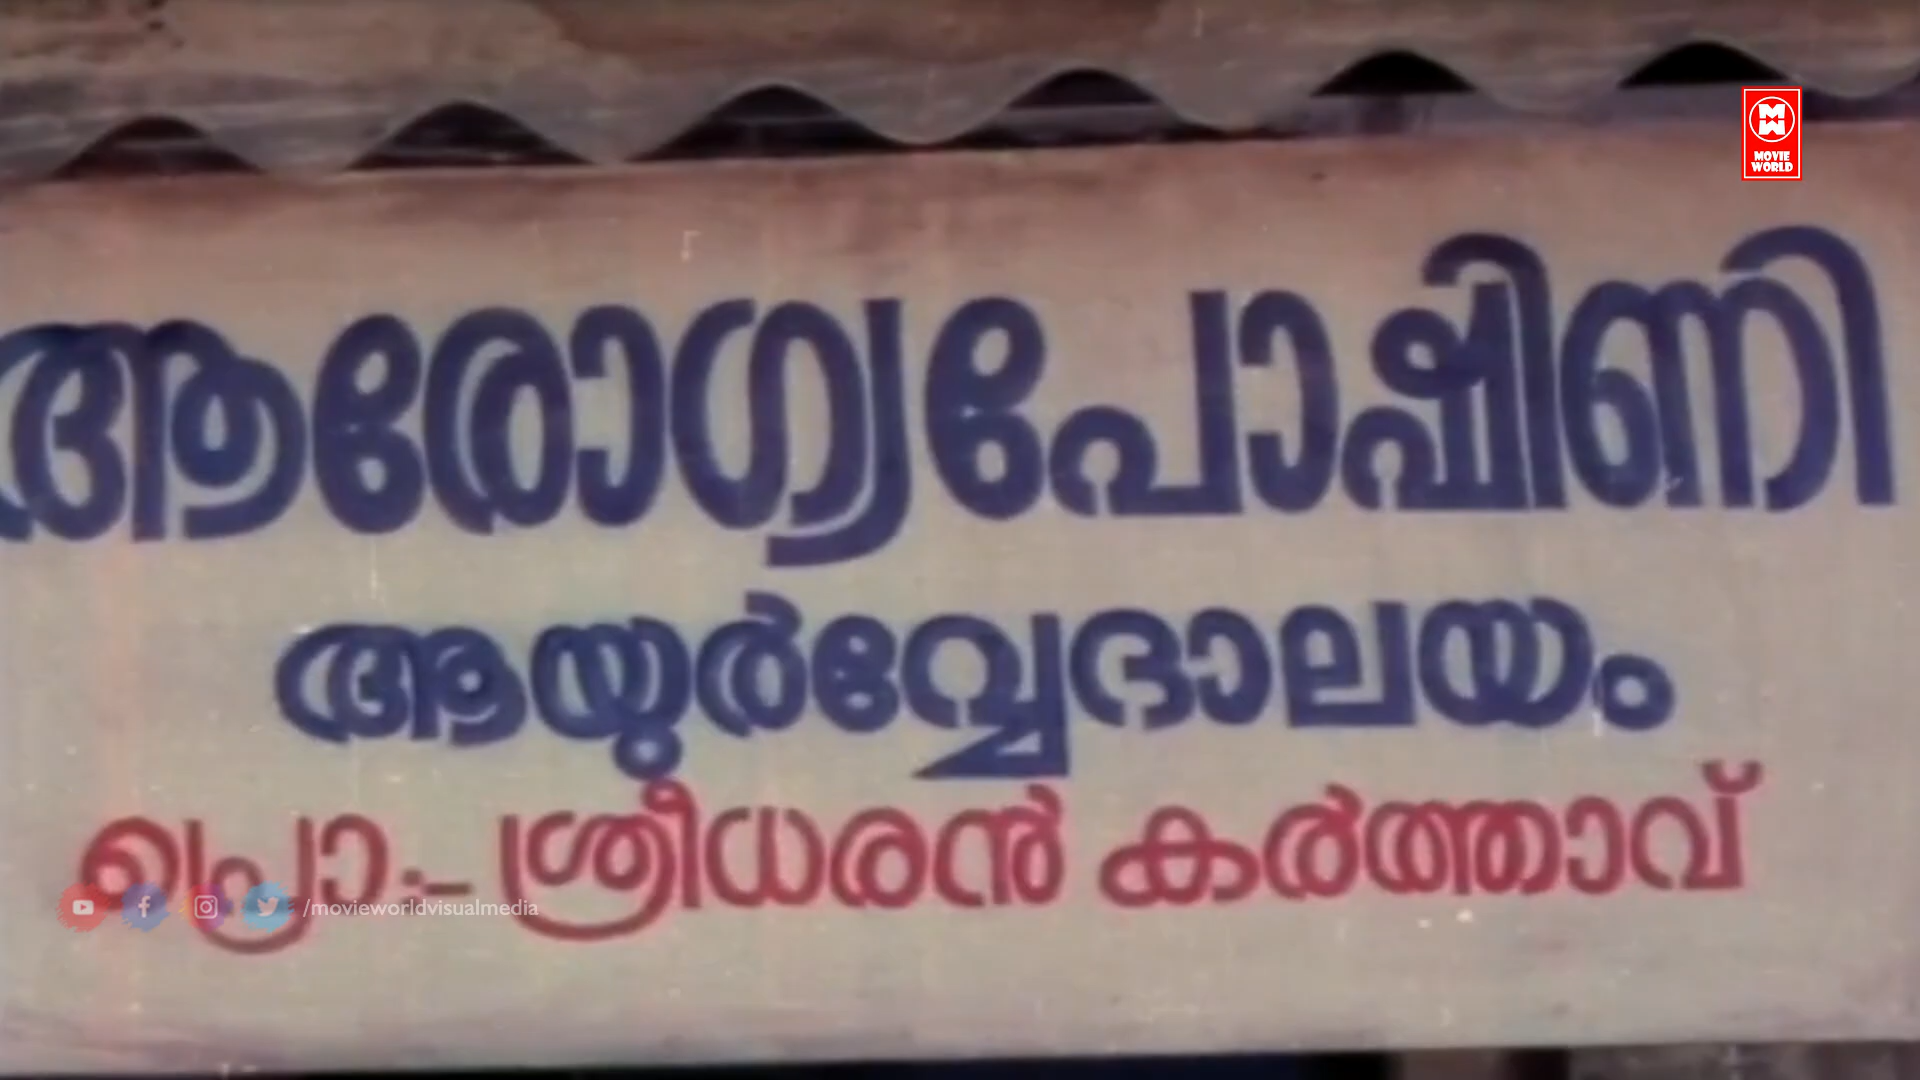 MOVIE
WORLD
ആരോഗ്യപോഷിണി
ആയുർവ്വേദാലയം
പ്രൊ:- ശ്രീധരൻ കർത്താവ്
/movieworldvisualmedia